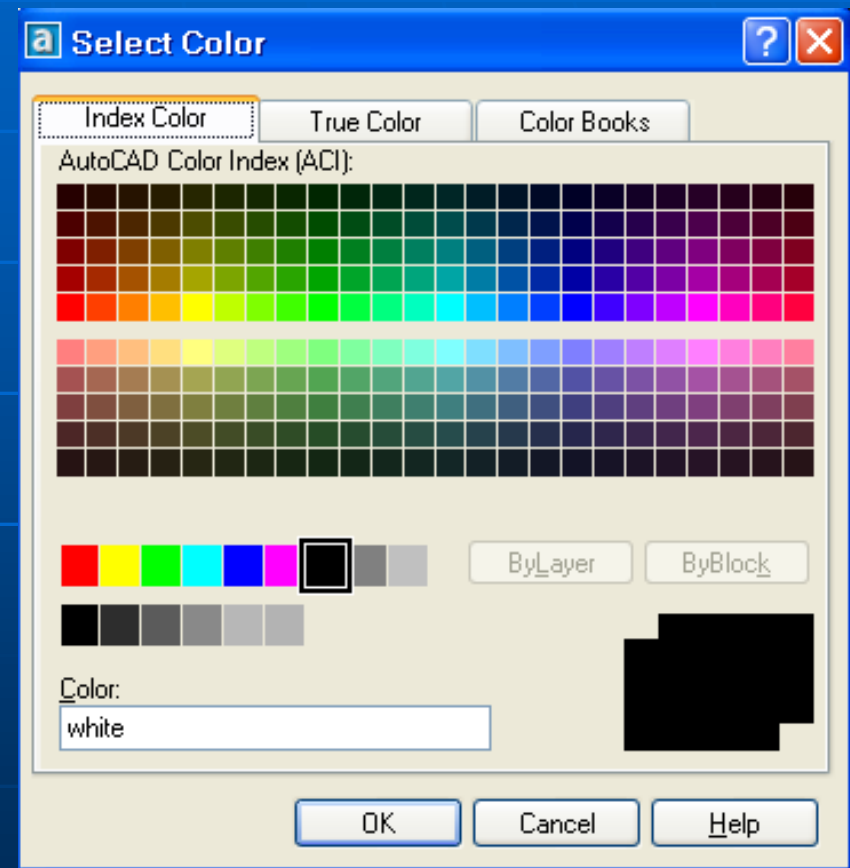 a Select Color ?
Index Color True Color Color Books
AutoCAD Color Index (ACI):
ByLayer ByBlock
Color:
white
OK Cancel Help